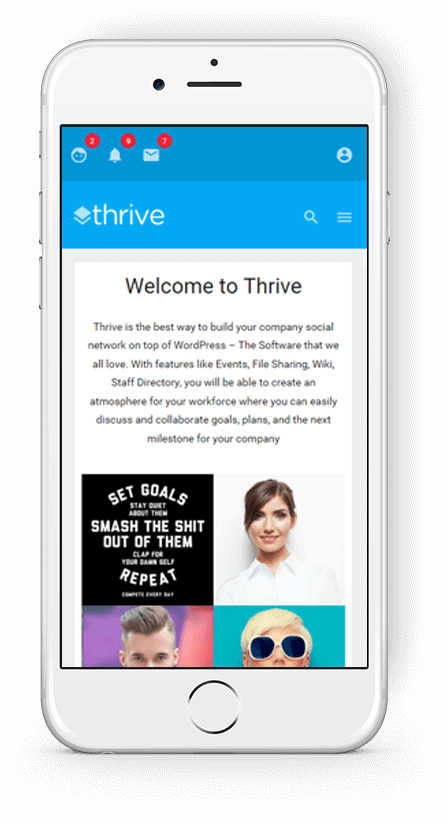 2 9 7
thrive
Welcome to Thrive
Thrive is the best way to build your company social
network on top of WordPress – The Software that we
all love. With features like Events, File Sharing, Wiki,
Staff Directory, you will be able to create an
atmosphere for your workforce where you can easily
discuss and collaborate goals, plans, and the next
milestone for your company
SET GOALS
STAY QUIET
ABOUT THEM
SMASH THE SHIT
OUT OF THEM
CLAP FOR
YOUR DAMN SELF
REPEAT
COMPETE EVERY DAY